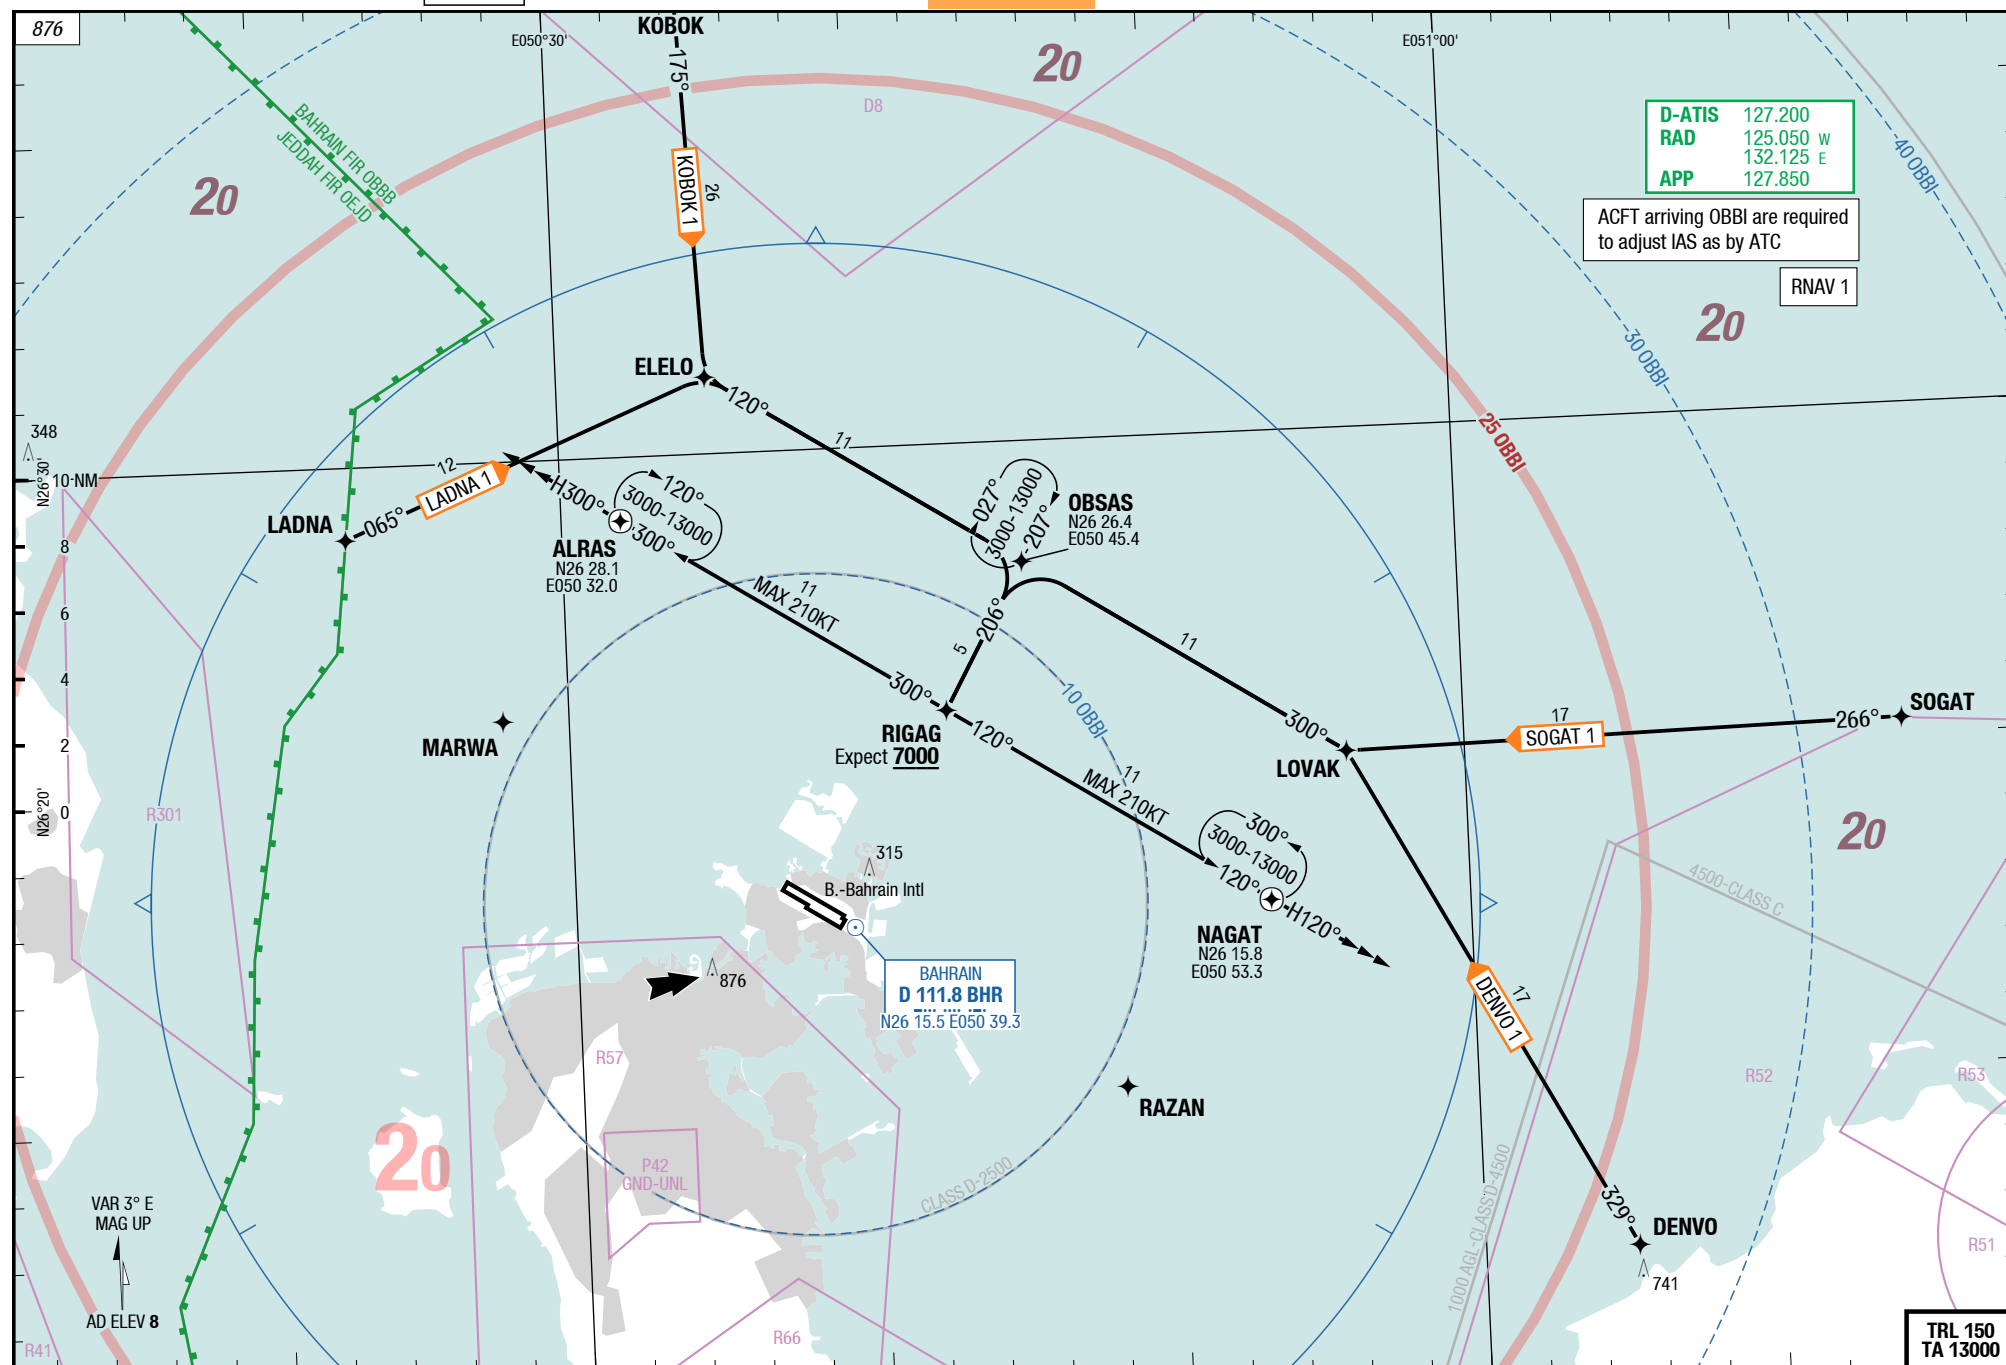 876
KOBOK
E050°30'
E051°00'
175°
20
D8
D-ATIS 127.200
RAD 125.050 W
132.125 E
APP 127.850
40 OBBI
BAHRAIN FIR OBBB
JEDDAH FIR OEJD
20
KOBOK 1
26
ACFT arriving OBBI are required
to adjust IAS as by ATC
RNAV 1
20
30 OBBI
ELELO
120°
11
25 OBBI
348
N26°30'
10 NM
12
LADNA 1
LADNA
065°
H300°
120°
3000-13000
300°
ALRAS
N26 28.1
E050 32.0
027°
3000-13000
207°
OBSAS
N26 26.4
E050 45.4
8
6
4
2
0
N26°20'
11
MAX 210KT
206°
5
11
300°
10 OBBI
300°
SOGAT
17
SOGAT 1
266°
MARWA
RIGAG
Expect 7000
120°
LOVAK
11
MAX 210KT
R301
300°
3000-13000
120°
H120°
20
315
B.-Bahrain Intl
4500-CLASS C
NAGAT
N26 15.8
E050 53.3
876
BAHRAIN
D 111.8 BHR
N26 15.5 E050 39.3
17
DENVO 1
R57
R52
R53
RAZAN
20
P42
GND-UNL
CLASS D-2500
1000 AGL-CLASS D-4500
329°
DENVO
VAR 3° E
MAG UP
R51
741
AD ELEV 8
R41
R66
TRL 150
TA 13000